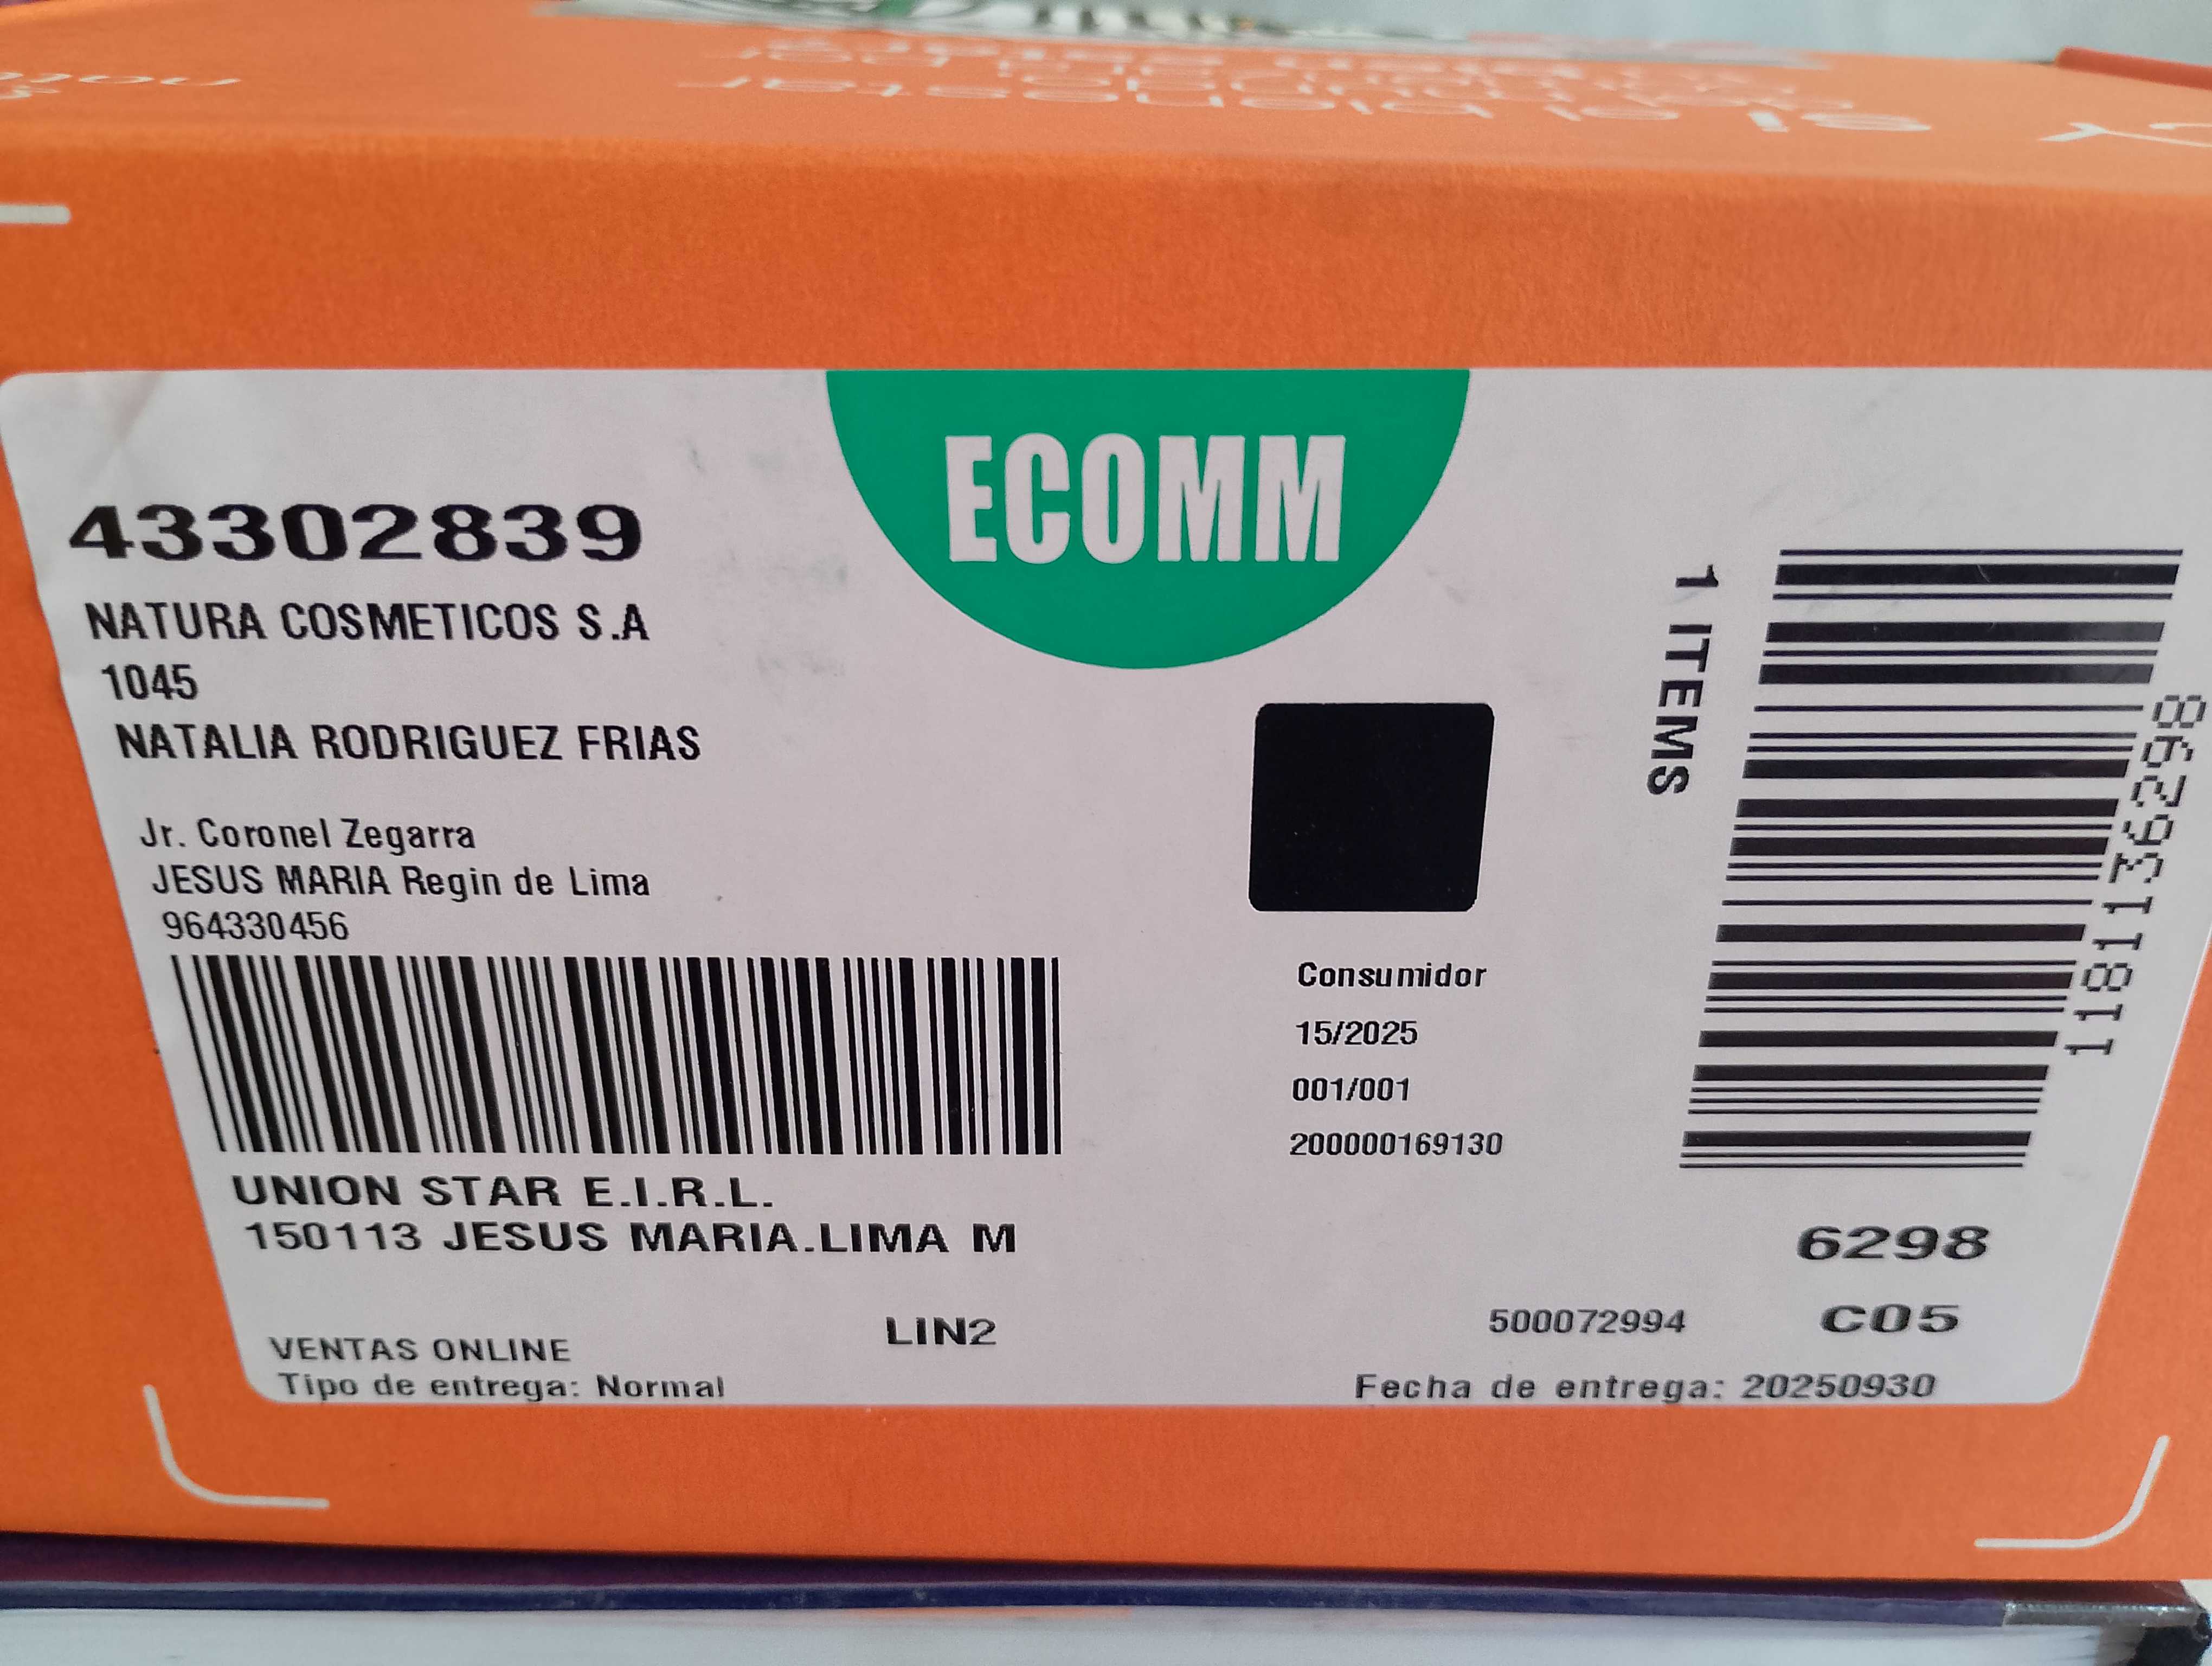 ECOMM
43302839
NATURA COSMETICOS S.A
1045
NATALIA RODRIGUEZ FRIAS
Jr. Coronel Zegarra
JESUS MARIA Regin de Lima
964330456
UNION STAR E.I.R.L.
150113 JESUS MARIA.LIMA M
VENTAS ONLINE
Tipo de entrega: Normal
LIN2
Consumidor
15/2025
001/001
200000169130
1 ITEMS
118113​6298
6298
500072994 C05
Fecha de entrega: 20250930